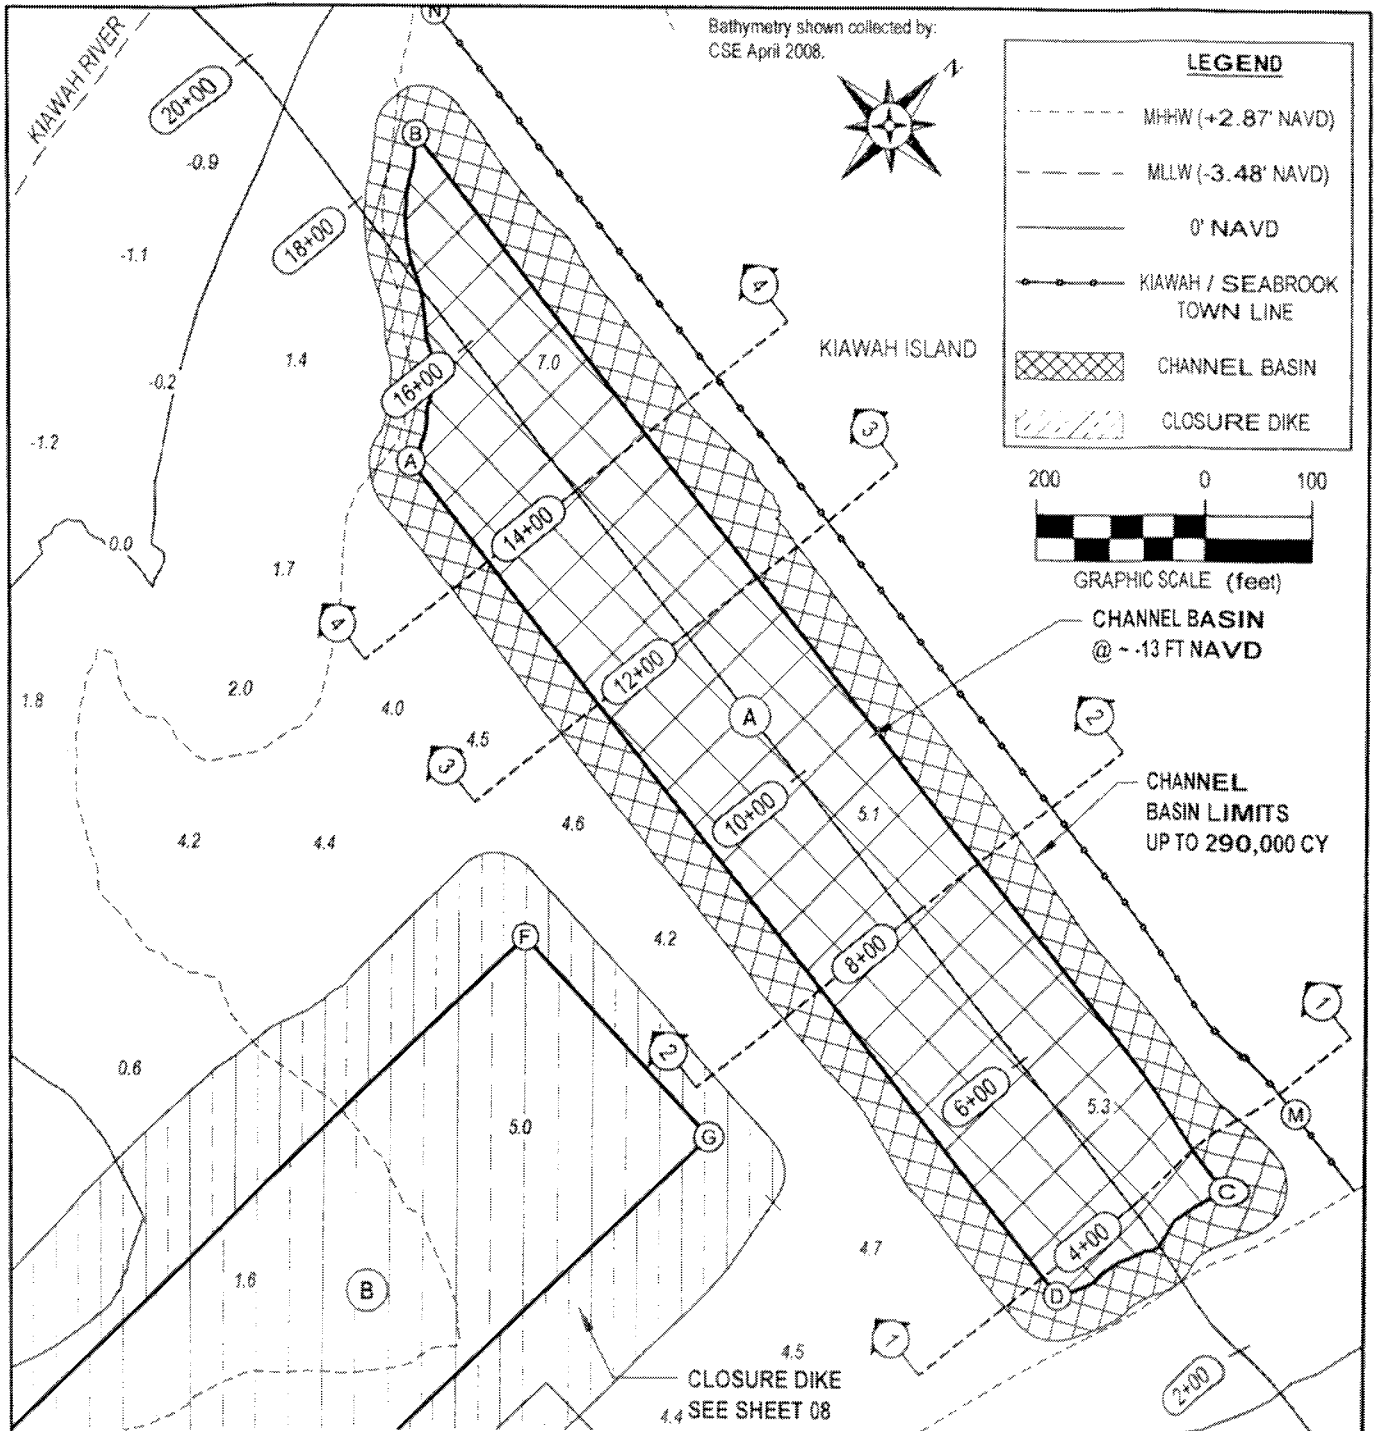 N
Bathymetry shown collected by:
CSE April 2008.
N
LEGEND
MHHW (+2.87' NAVD)
MLLW (-3.48' NAVD)
0' NAVD
KIAWAH / SEABROOK
TOWN LINE
CHANNEL BASIN
CLOSURE DIKE
KIAWAH RIVER
20+00
B
-0.9
18+00
-1.1
4
KIAWAH ISLAND
1.4
7.0
-0.2
16+00
3
-1.2
A
200 0 100
GRAPHIC SCALE (feet)
14+00
0.0
1.7
4
CHANNEL BASIN
@ ~ -13 FT NAVD
12+00
1.8
2.0
4.0
A
2
4.5
3
CHANNEL
BASIN LIMITS
UP TO 290,000 CY
10+00
5.1
4.2
4.4
4.6
F
4.2
8+00
1
2
0.6
5.0
G
6+00
5.3
M
C
4.7
4+00
1.6
B
D
1
4.5
CLOSURE DIKE
SEE SHEET 08
4.4
2+00